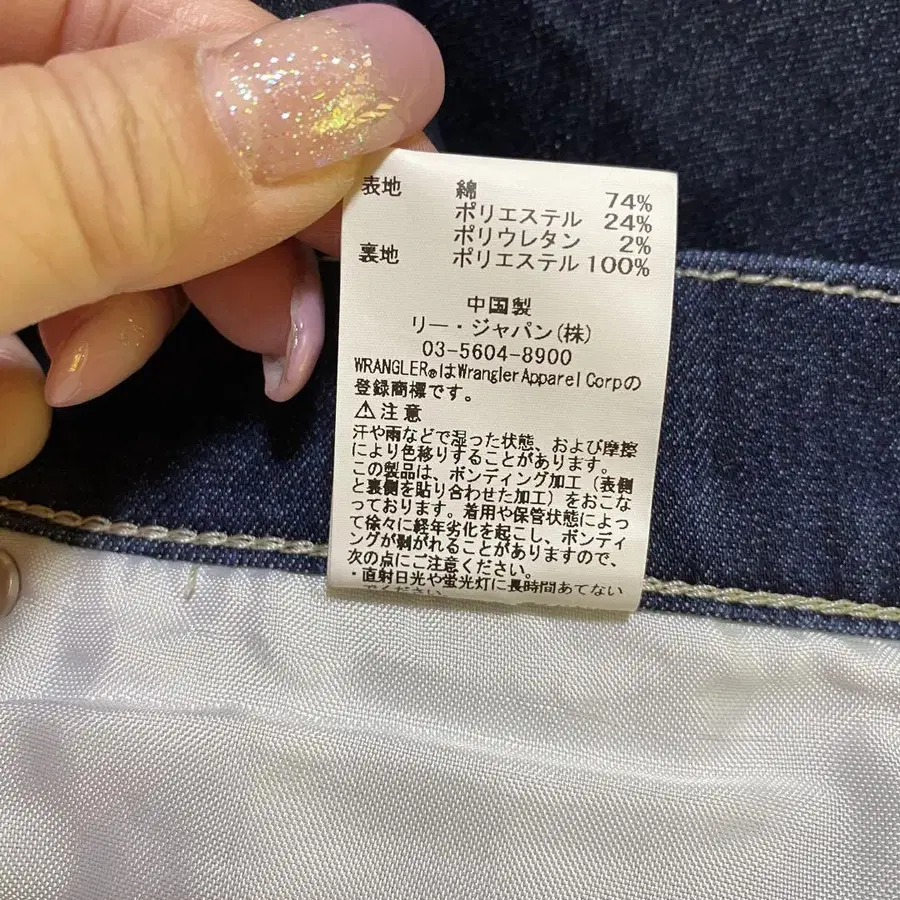 表地 綿 74%
ポリエステル 24%
ポリウレタン 2%
裏地 ポリエステル 100%
中国製
リー・ジャパン(株)
03-5604-8900
WRANGLER®はWrangler Apparel Corpの
登録商標です。
⚠注意
汗や雨などで湿った状態、および摩擦
により色移りすることがあります。
この製品は、ボンディング加工(表側
と裏側を貼り合わせた加工)をおこな
っております。着用や保管状態によっ
て徐々に経年劣化を起こし、ボンディ
ングが剥がれることがありますので、
次の点にご注意ください。
・直射日光や蛍光灯に長時間あてない
でください。